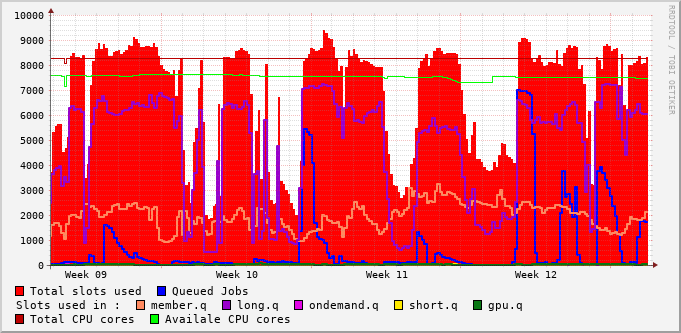 10000
9000
8000
7000
6000
5000
4000
3000
2000
1000
0
Week 09 Week 10 Week 11 Week 12
RRDTOOL / TOBI OETIKER
Total slots used Queued Jobs
Slots used in : member.q long.q ondemand.q short.q gpu.q
Total CPU cores Availale CPU cores